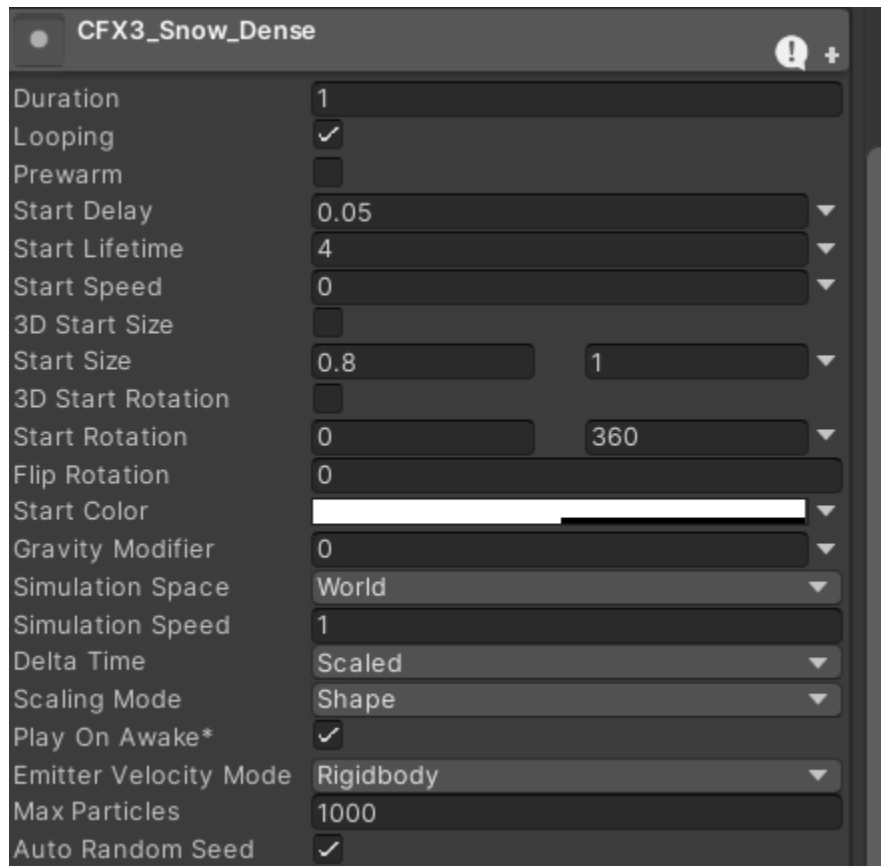 CFX3_Snow_Dense
Duration 1
Looping
Prewarm
Start Delay 0.05
Start Lifetime 4
Start Speed 0
3D Start Size
Start Size 0.8 1
3D Start Rotation
Start Rotation 0 360
Flip Rotation 0
Start Color
Gravity Modifier 0
Simulation Space World
Simulation Speed 1
Delta Time Scaled
Scaling Mode Shape
Play On Awake*
Emitter Velocity Mode Rigidbody
Max Particles 1000
Auto Random Seed